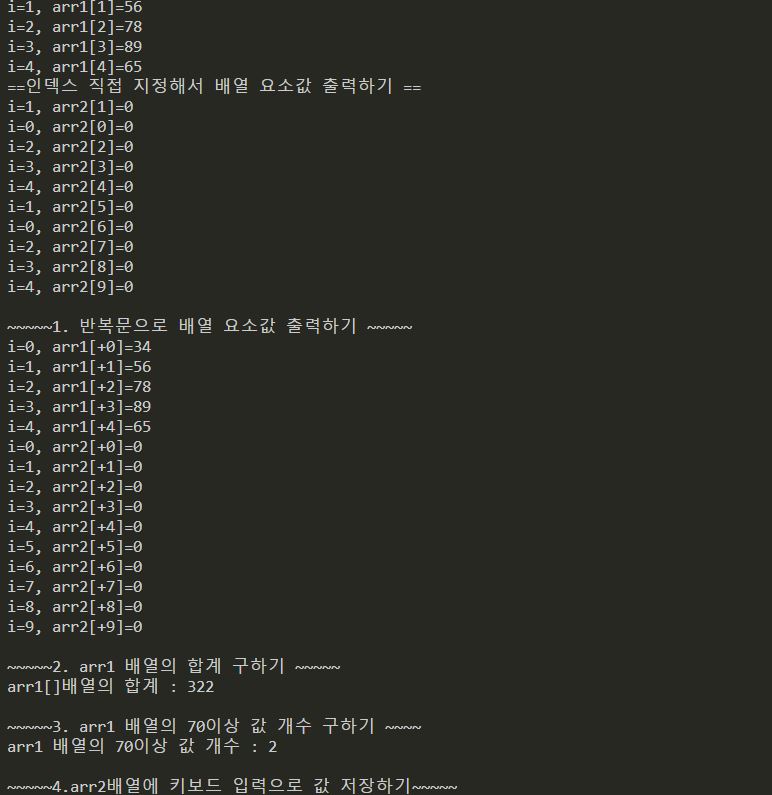 i=1, arr1[1]=56
i=2, arr1[2]=78
i=3, arr1[3]=89
i=4, arr1[4]=65
==인덱스 직접 지정해서 배열 요소값 출력하기 ==
i=1, arr2[1]=0
i=0, arr2[0]=0
i=2, arr2[2]=0
i=3, arr2[3]=0
i=4, arr2[4]=0
i=1, arr2[5]=0
i=0, arr2[6]=0
i=2, arr2[7]=0
i=3, arr2[8]=0
i=4, arr2[9]=0

~~~~~1. 반복문으로 배열 요소값 출력하기 ~~~~~
i=0, arr1[+0]=34
i=1, arr1[+1]=56
i=2, arr1[+2]=78
i=3, arr1[+3]=89
i=4, arr1[+4]=65
i=0, arr2[+0]=0
i=1, arr2[+1]=0
i=2, arr2[+2]=0
i=3, arr2[+3]=0
i=4, arr2[+4]=0
i=5, arr2[+5]=0
i=6, arr2[+6]=0
i=7, arr2[+7]=0
i=8, arr2[+8]=0
i=9, arr2[+9]=0

~~~~~2. arr1 배열의 합계 구하기 ~~~~~
arr1[]배열의 합계 : 322

~~~~~3. arr1 배열의 70이상 값 개수 구하기 ~~~~
arr1 배열의 70이상 값 개수 : 2

~~~~~4.arr2배열에 키보드 입력으로 값 저장하기~~~~~